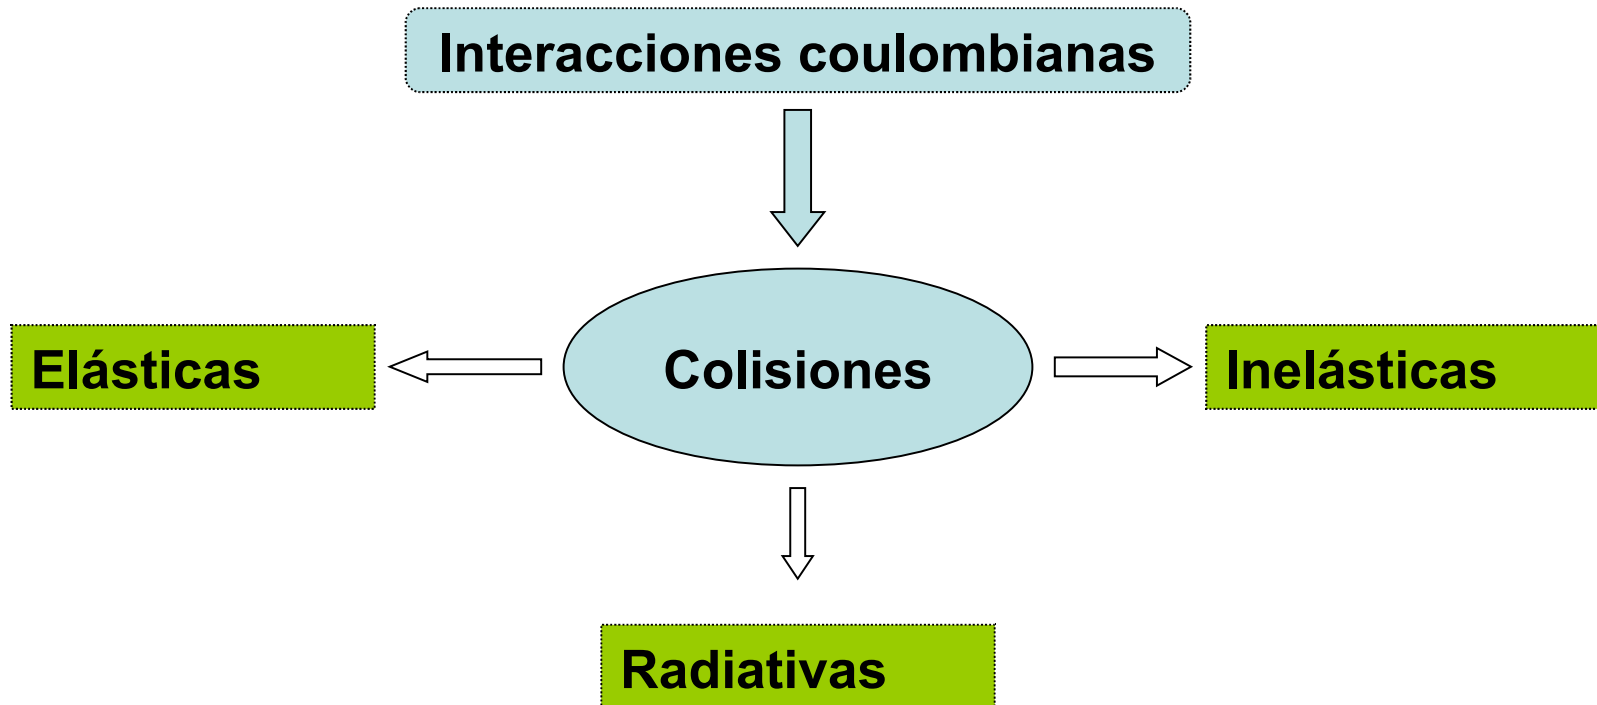 Interacciones coulombianas
Elásticas
Colisiones
Inelásticas
Radiativas